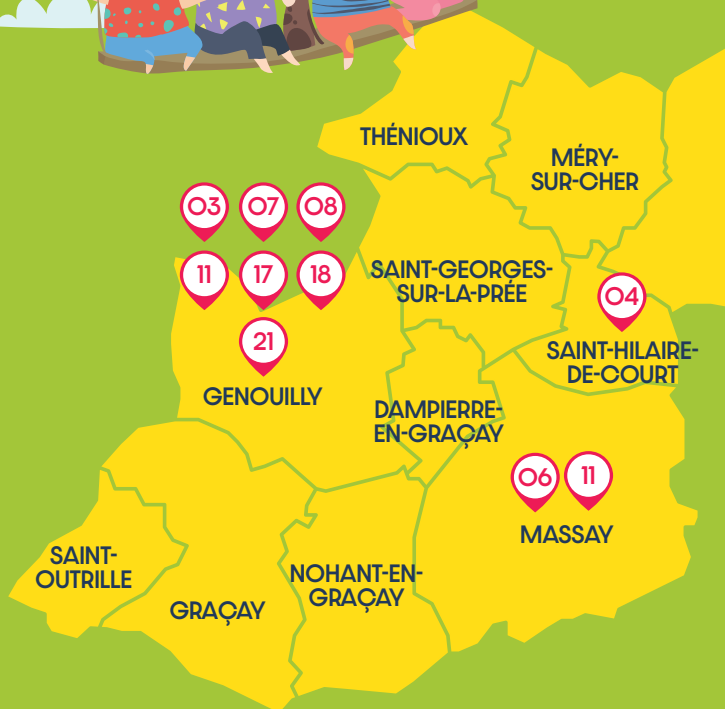 THÉNIOUX
MÉRY-
SUR-CHER
03 07 08
11 17 18
21
GENOUILLY
SAINT-GEORGES-
SUR-LA-PRÉE
04
SAINT-HILAIRE-
DE-COURT
DAMPIERRE-
EN-GRAÇAY
06 11
MASSAY
SAINT-
OUTRILLE
GRAÇAY
NOHANT-EN-
GRAÇAY